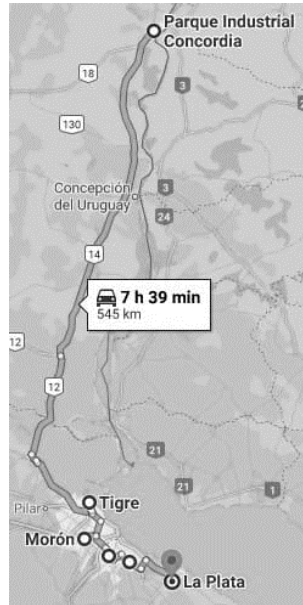 Parque Industrial
Concordia
18
3
130
Concepción
del Uruguay
3
24
14
7 h 39 min
545 km
12
12
21
21
1
Pilar
Tigre
Morón
La Plata